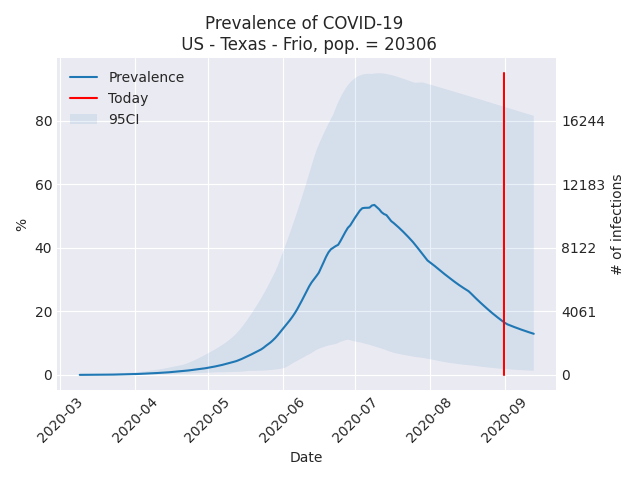 Prevalence of COVID-19
US - Texas - Frio, pop. = 20306
Prevalence
Today
95CI
%
80
60
40
20
0
16244
12183
8122
4061
0
# of infections
2020-03
2020-04
2020-05
2020-06
2020-07
2020-08
2020-09
Date